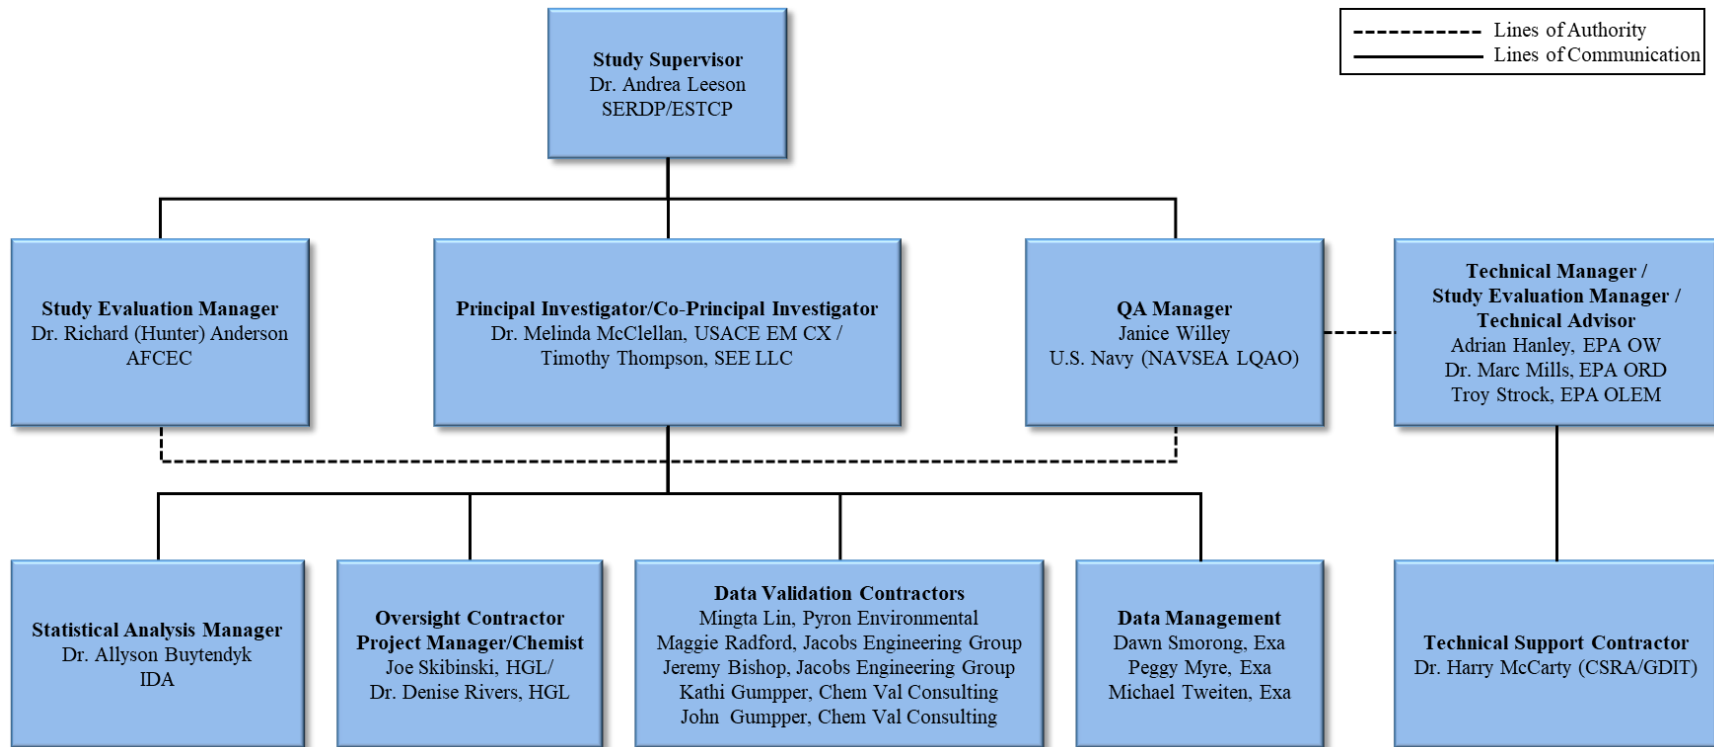 Lines of Authority
Lines of Communication
Study Supervisor
Dr. Andrea Leeson
SERDP/ESTCP
Study Evaluation Manager
Dr. Richard (Hunter) Anderson
AFCEC
Principal Investigator/Co-Principal Investigator
Dr. Melinda McClellan, USACE EM CX /
Timothy Thompson, SEE LLC
QA Manager
Janice Willey
U.S. Navy (NAVSEA LQAO)
Technical Manager /
Study Evaluation Manager /
Technical Advisor
Adrian Hanley, EPA OW
Dr. Marc Mills, EPA ORD
Troy Strock, EPA OLEM
Statistical Analysis Manager
Dr. Allyson Buytendyk
IDA
Oversight Contractor
Project Manager/Chemist
Joe Skibinski, HGL/
Dr. Denise Rivers, HGL
Data Validation Contractors
Mingta Lin, Pyron Environmental
Maggie Radford, Jacobs Engineering Group
Jeremy Bishop, Jacobs Engineering Group
Kathi Gumpper, Chem Val Consulting
John Gumpper, Chem Val Consulting
Data Management
Dawn Smorong, Exa
Peggy Myre, Exa
Michael Tweiten, Exa
Technical Support Contractor
Dr. Harry McCarty (CSRA/GDIT)